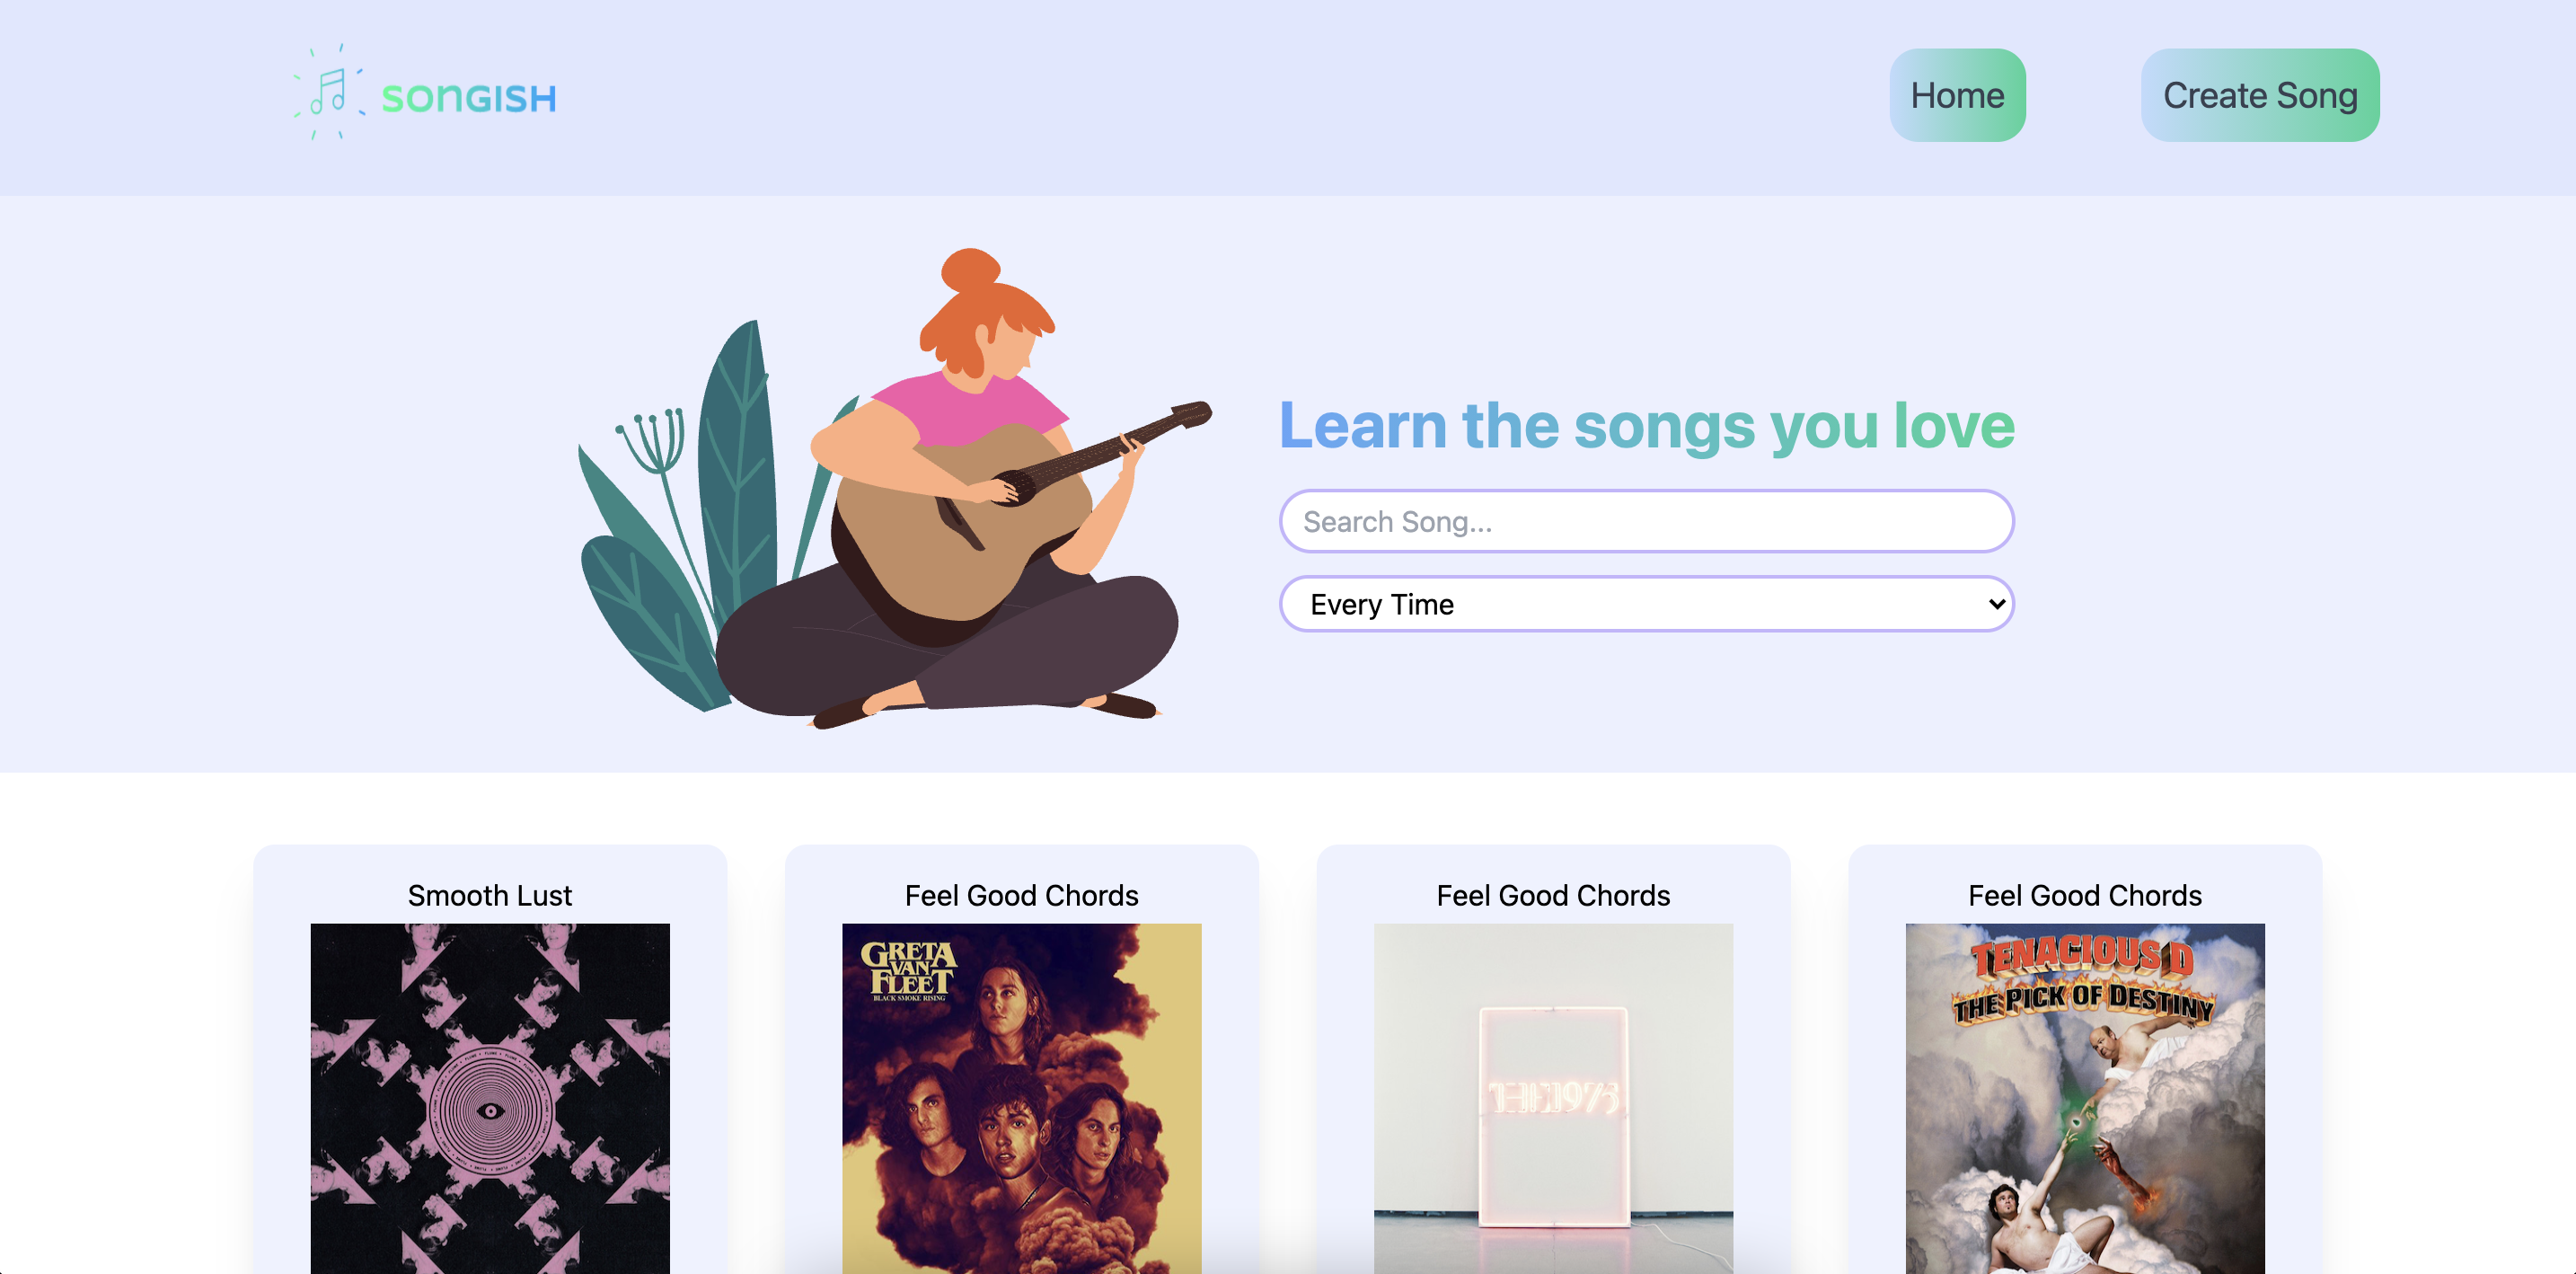 SONGISH
Home
Create Song
Learn the songs you love
Search Song...
Every Time
Smooth Lust
Feel Good Chords
Feel Good Chords
Feel Good Chords
GRETA
VAN
FLEET
BLACK SMOKE RISING
THE 1975
TENACIOUS D
THE PICK OF DESTINY